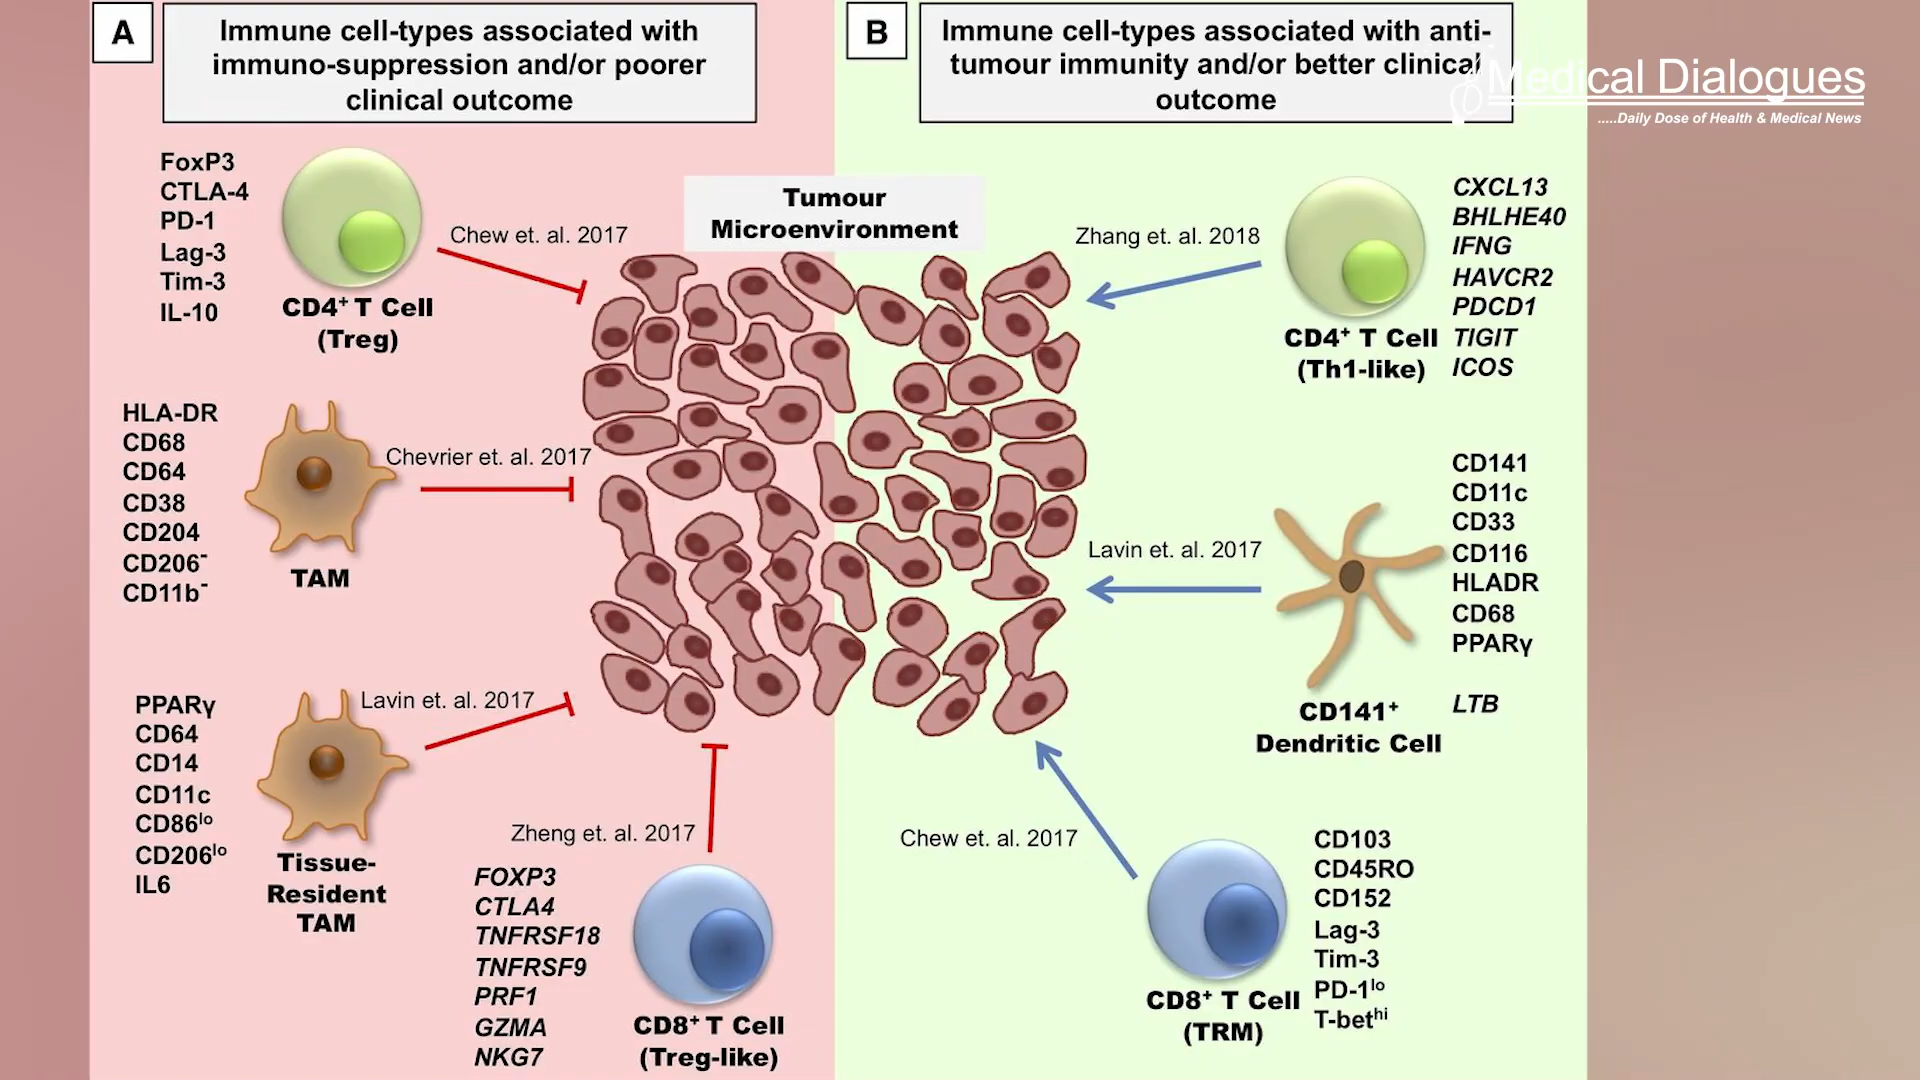 A
Immune cell-types associated with
immuno-suppression and/or poorer
clinical outcome
B
Immune cell-types associated with anti-
tumour immunity and/or better clinical
outcome
Medical Dialogues
.....Daily Dose of Health & Medical News
Tumour
Microenvironment
FoxP3
CTLA-4
PD-1
Lag-3
Tim-3
IL-10
CD4⁺ T Cell
(Treg)
Chew et. al. 2017
HLA-DR
CD68
CD64
CD38
CD204
CD206⁻
CD11b⁻
TAM
Chevrier et. al. 2017
PPARγ
CD64
CD14
CD11c
CD86ˡᵒ
CD206ˡᵒ
IL6
Tissue-
Resident
TAM
Lavin et. al. 2017
Zheng et. al. 2017
FOXP3
CTLA4
TNFRSF18
TNFRSF9
PRF1
GZMA
NKG7
CD8⁺ T Cell
(Treg-like)
Zhang et. al. 2018
CD4⁺ T Cell
(Th1-like)
CXCL13
BHLHE40
IFNG
HAVCR2
PDCD1
TIGIT
ICOS
Lavin et. al. 2017
CD141⁺
Dendritic Cell
CD141
CD11c
CD33
CD116
HLADR
CD68
PPARγ
LTB
Chew et. al. 2017
CD8⁺ T Cell
(TRM)
CD103
CD45RO
CD152
Lag-3
Tim-3
PD-1ˡᵒ
T-betʰⁱ